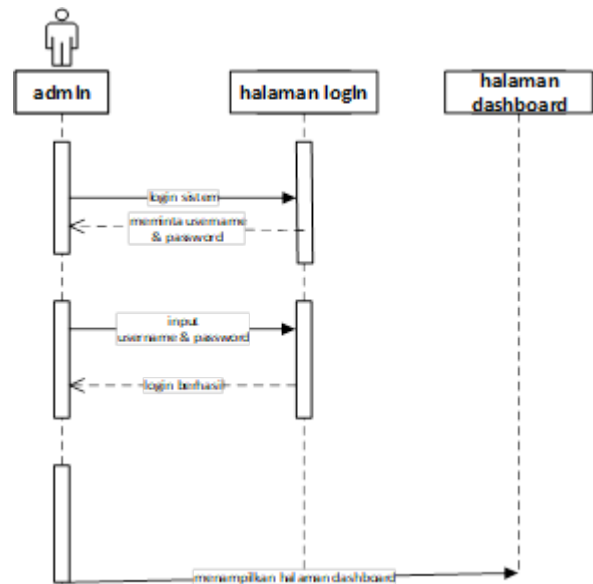 admIn
halaman logIn
halaman
dashboard
login sistem
meminta username
& password
input
username & password
login berhasil
menampilkan halaman dashboard